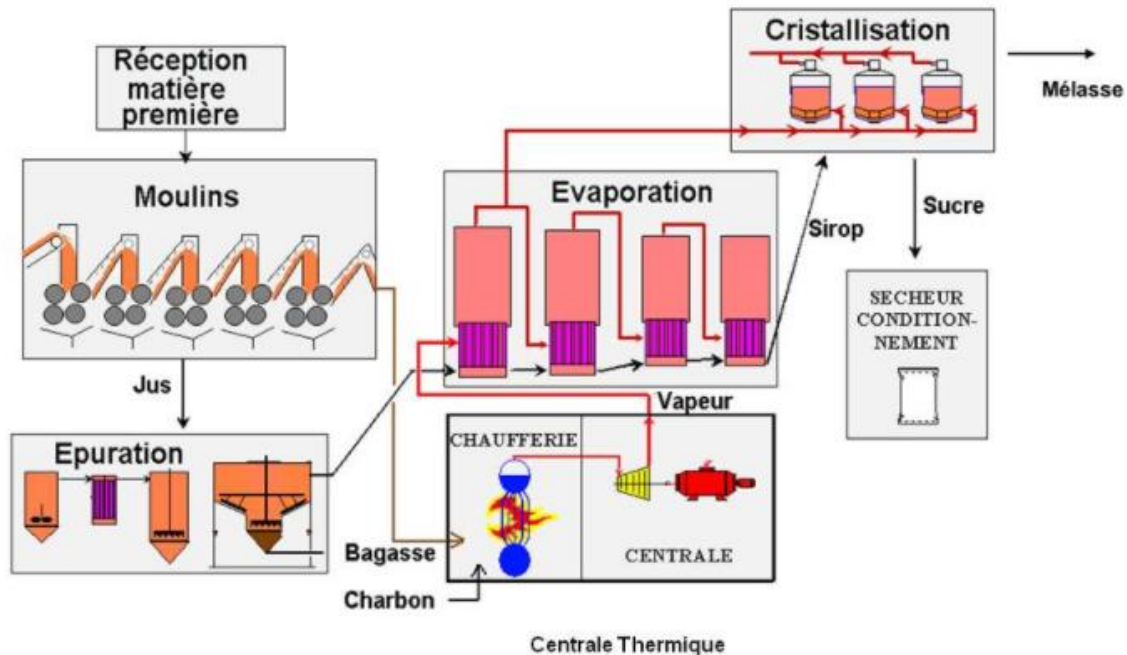 Réception
matière
première
Moulins
Jus
Epuration
Bagasse
Charbon
Evaporation
Vapeur
CHAUFFERIE
CENTRALE
Centrale Thermique
Cristallisation
Mélasse
Sirop
Sucre
SECHEUR
CONDITION-
NEMENT